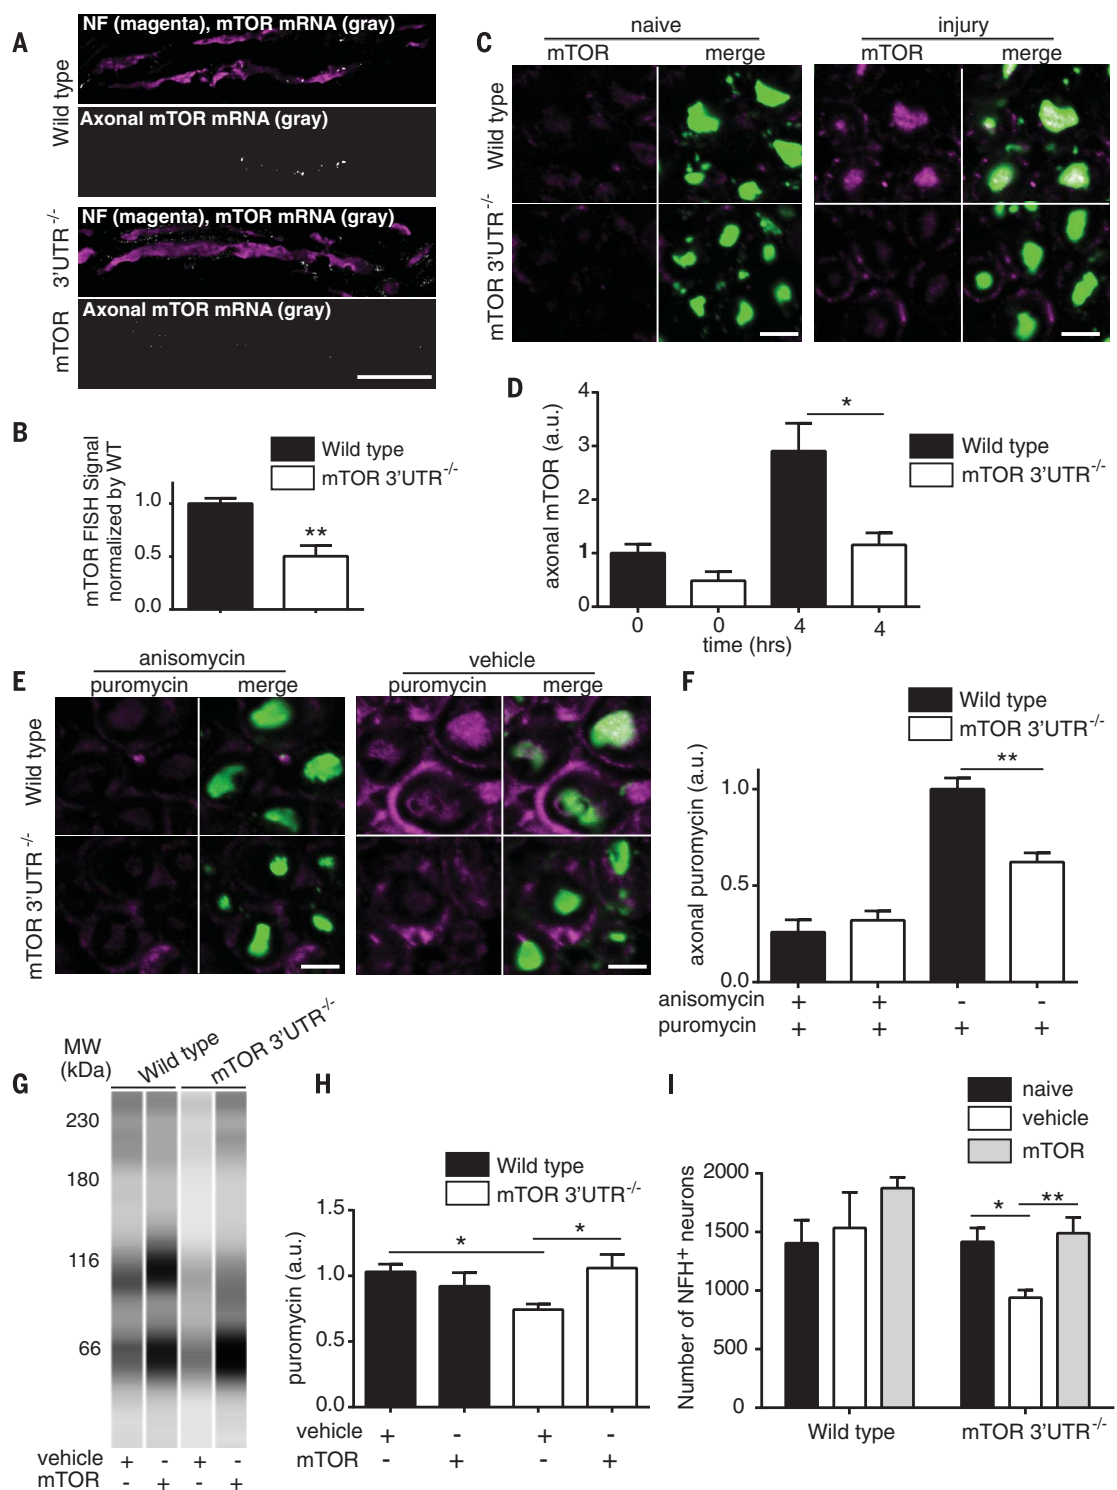 A
NF (magenta), mTOR mRNA (gray)
Axonal mTOR mRNA (gray)
Wild type
NF (magenta), mTOR mRNA (gray)
Axonal mTOR mRNA (gray)
mTOR 3'UTR-/-
B
mTOR FISH Signal
normalized by WT
Wild type
mTOR 3'UTR-/-
1.0
0.5
0.0
**
C
naive
injury
mTOR merge
mTOR merge
Wild type
mTOR 3'UTR-/-
D
axonal mTOR (a.u.)
4
3
2
1
0
*
Wild type
mTOR 3'UTR-/-
0 0 4 4
time (hrs)
E
anisomycin
vehicle
puromycin merge
puromycin merge
Wild type
mTOR 3'UTR-/-
F
Wild type
mTOR 3'UTR-/-
**
axonal puromycin (a.u.)
1.0
0.5
0.0
anisomycin + + - -
puromycin + + + +
G
MW
(kDa)
Wild type
mTOR 3'UTR-/-
230
180
116
66
vehicle + - + -
mTOR - + - +
H
Wild type
mTOR 3'UTR-/-
puromycin (a.u.)
1.5
1.0
0.5
0.0
*
*
vehicle + - + -
mTOR - + - +
I
naive
vehicle
mTOR
Number of NFH+ neurons
2000
1500
1000
500
0
*
**
Wild type
mTOR 3'UTR-/-